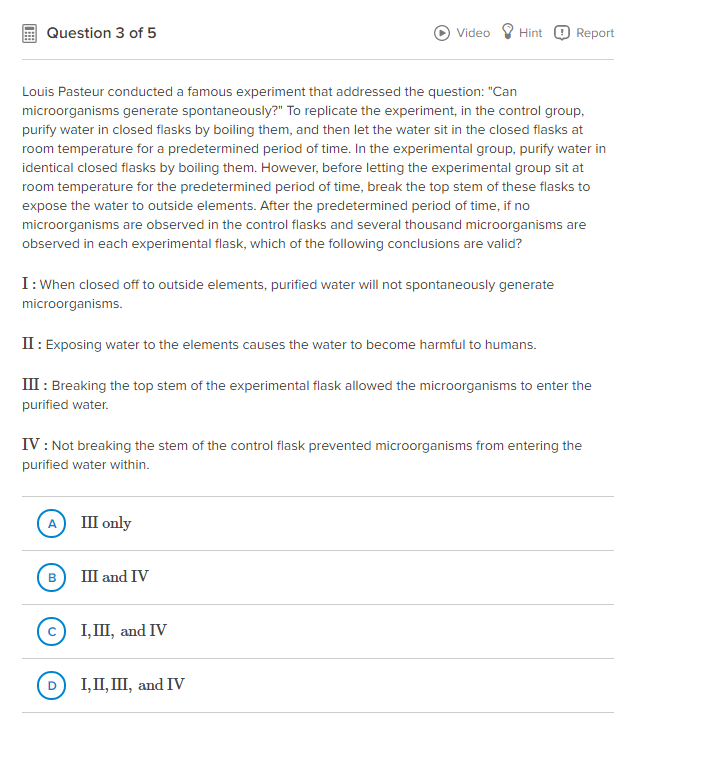 Question 3 of 5
Video Hint Report
Louis Pasteur conducted a famous experiment that addressed the question: "Can
microorganisms generate spontaneously?" To replicate the experiment, in the control group,
purify water in closed flasks by boiling them, and then let the water sit in the closed flasks at
room temperature for a predetermined period of time. In the experimental group, purify water in
identical closed flasks by boiling them. However, before letting the experimental group sit at
room temperature for the predetermined period of time, break the top stem of these flasks to
expose the water to outside elements. After the predetermined period of time, if no
microorganisms are observed in the control flasks and several thousand microorganisms are
observed in each experimental flask, which of the following conclusions are valid?
I : When closed off to outside elements, purified water will not spontaneously generate
microorganisms.
II : Exposing water to the elements causes the water to become harmful to humans.
III : Breaking the top stem of the experimental flask allowed the microorganisms to enter the
purified water.
IV : Not breaking the stem of the control flask prevented microorganisms from entering the
purified water within.
A III only
B III and IV
C I, III, and IV
D I, II, III, and IV